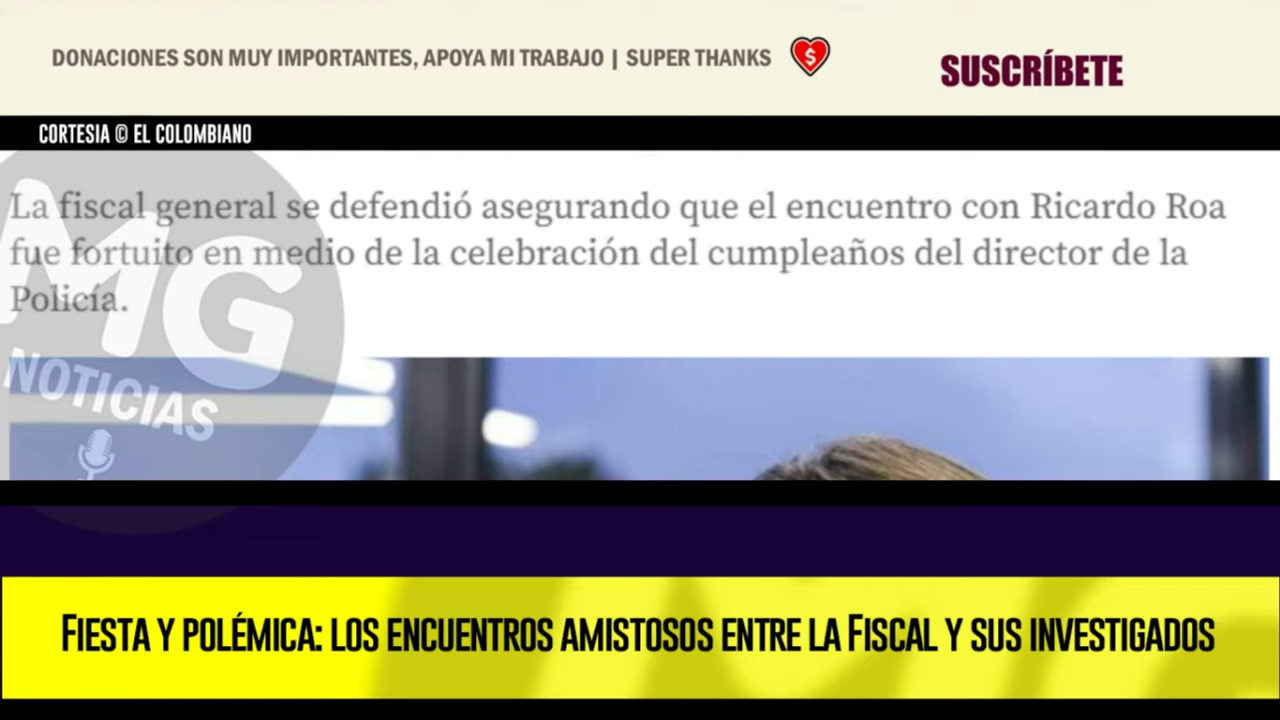 DONACIONES SON MUY IMPORTANTES, APOYA MI TRABAJO | SUPER THANKS $
SUSCRÍBETE
CORTESIA © EL COLOMBIANO
La fiscal general se defendió asegurando que el encuentro con Ricardo Roa
fue fortuito en medio de la celebración del cumpleaños del director de la
Policía.
MG
NOTICIAS
FIESTA Y POLÉMICA: LOS ENCUENTROS AMISTOSOS ENTRE LA FISCAL Y SUS INVESTIGADOS